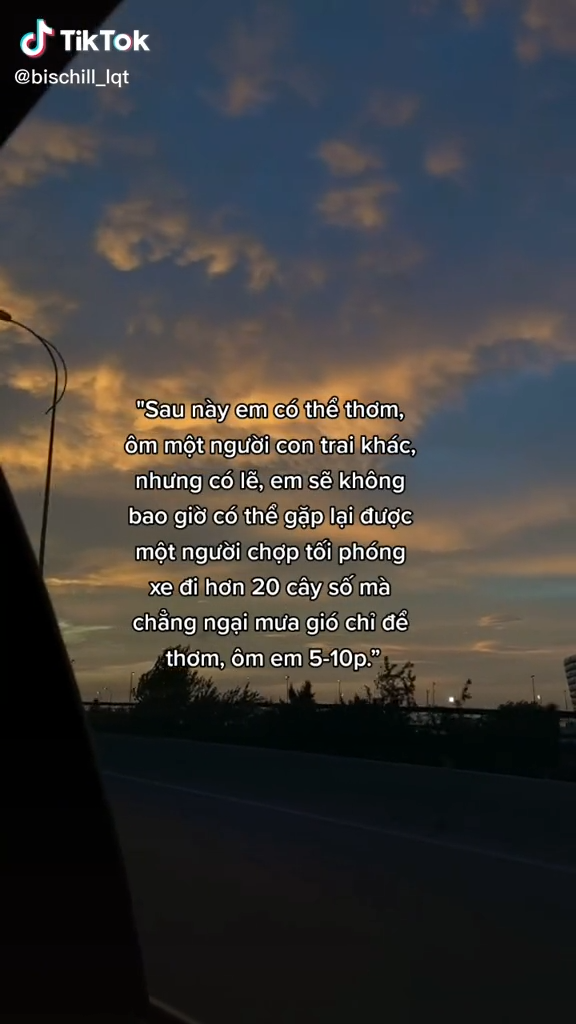 TikTok
@bischill_lqt
"Sau này em có thể thơm,
ôm một người con trai khác,
nhưng có lẽ, em sẽ không
bao giờ có thể gặp lại được
một người chợp tối phóng
xe đi hơn 20 cây số mà
chẳng ngại mưa gió chỉ để
thơm, ôm em 5-10p.”